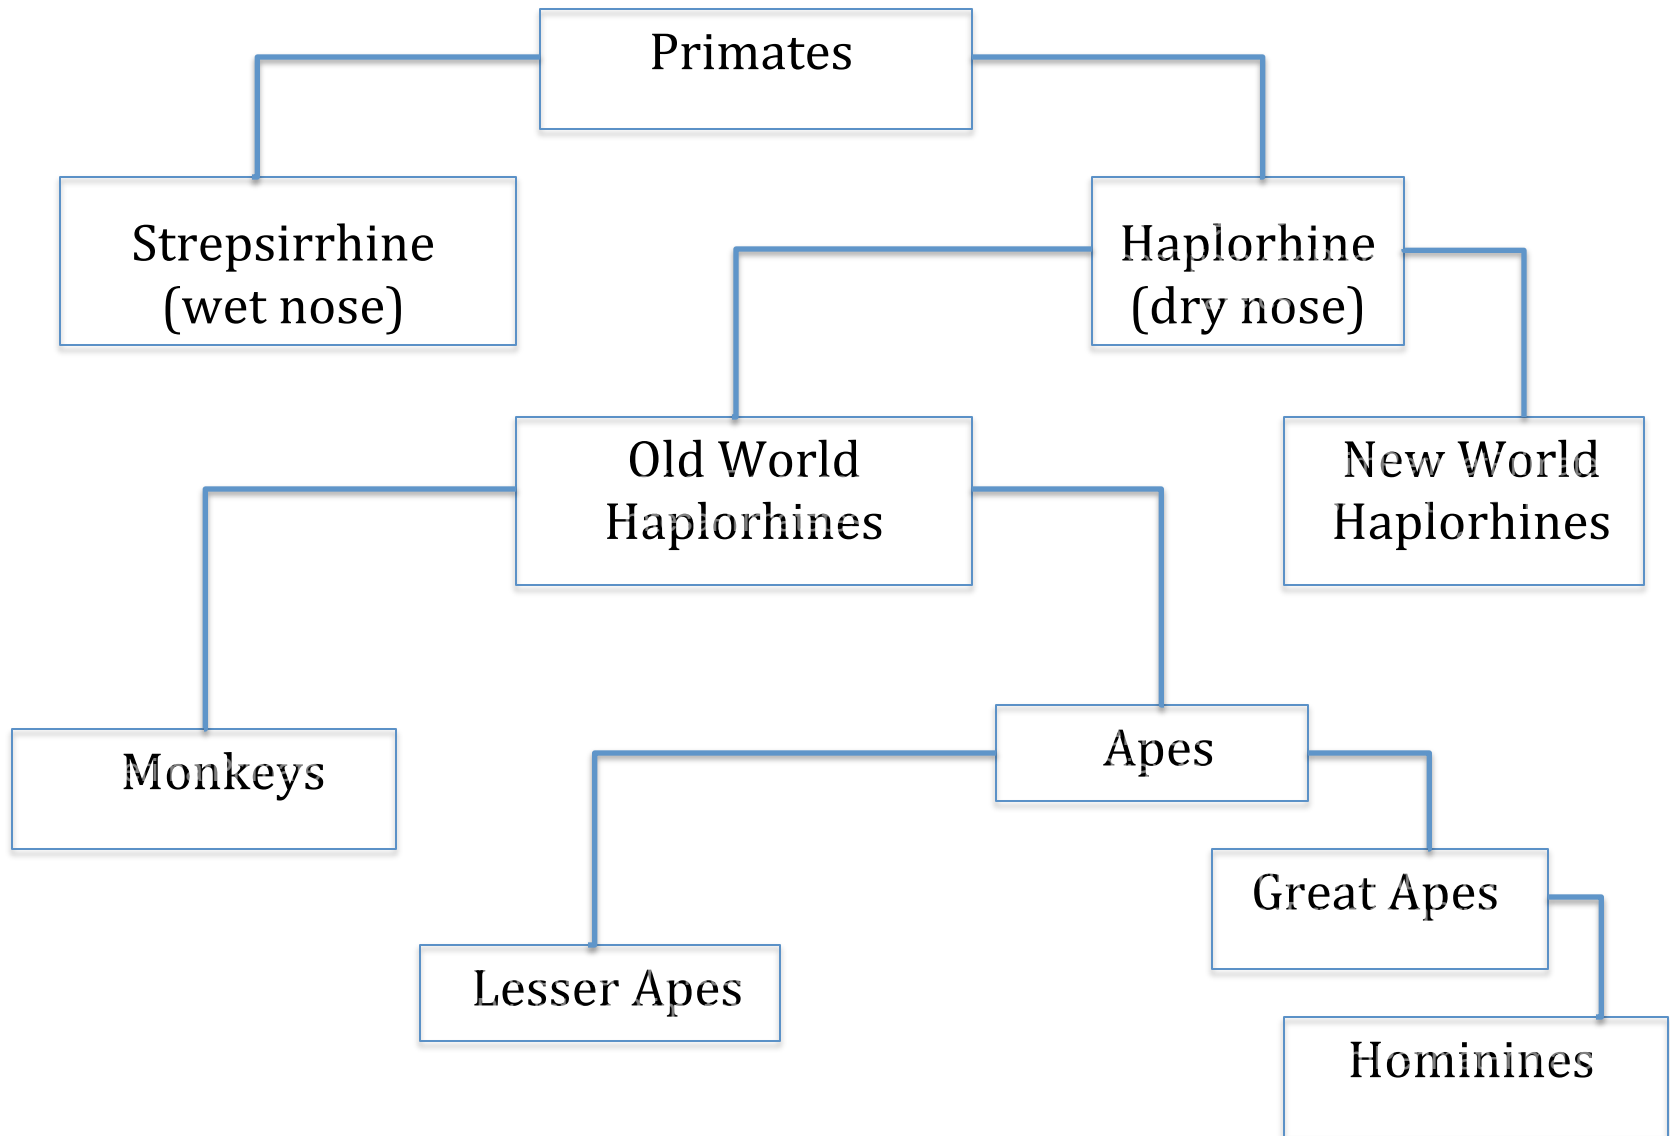 Primates
Strepsirrhine
(wet nose)
Haplorhine
(dry nose)
Old World
Haplorhines
New World
Haplorhines
Monkeys
Apes
Great Apes
Lesser Apes
Hominines